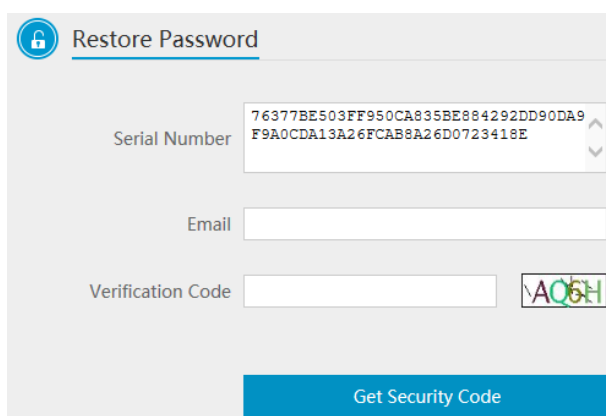 Restore Password
Serial Number
76377BE503FF950CA835BE884292DD90DA9
F9A0CDA13A26FCAB8A26D0723418E
Email
Verification Code
Get Security Code